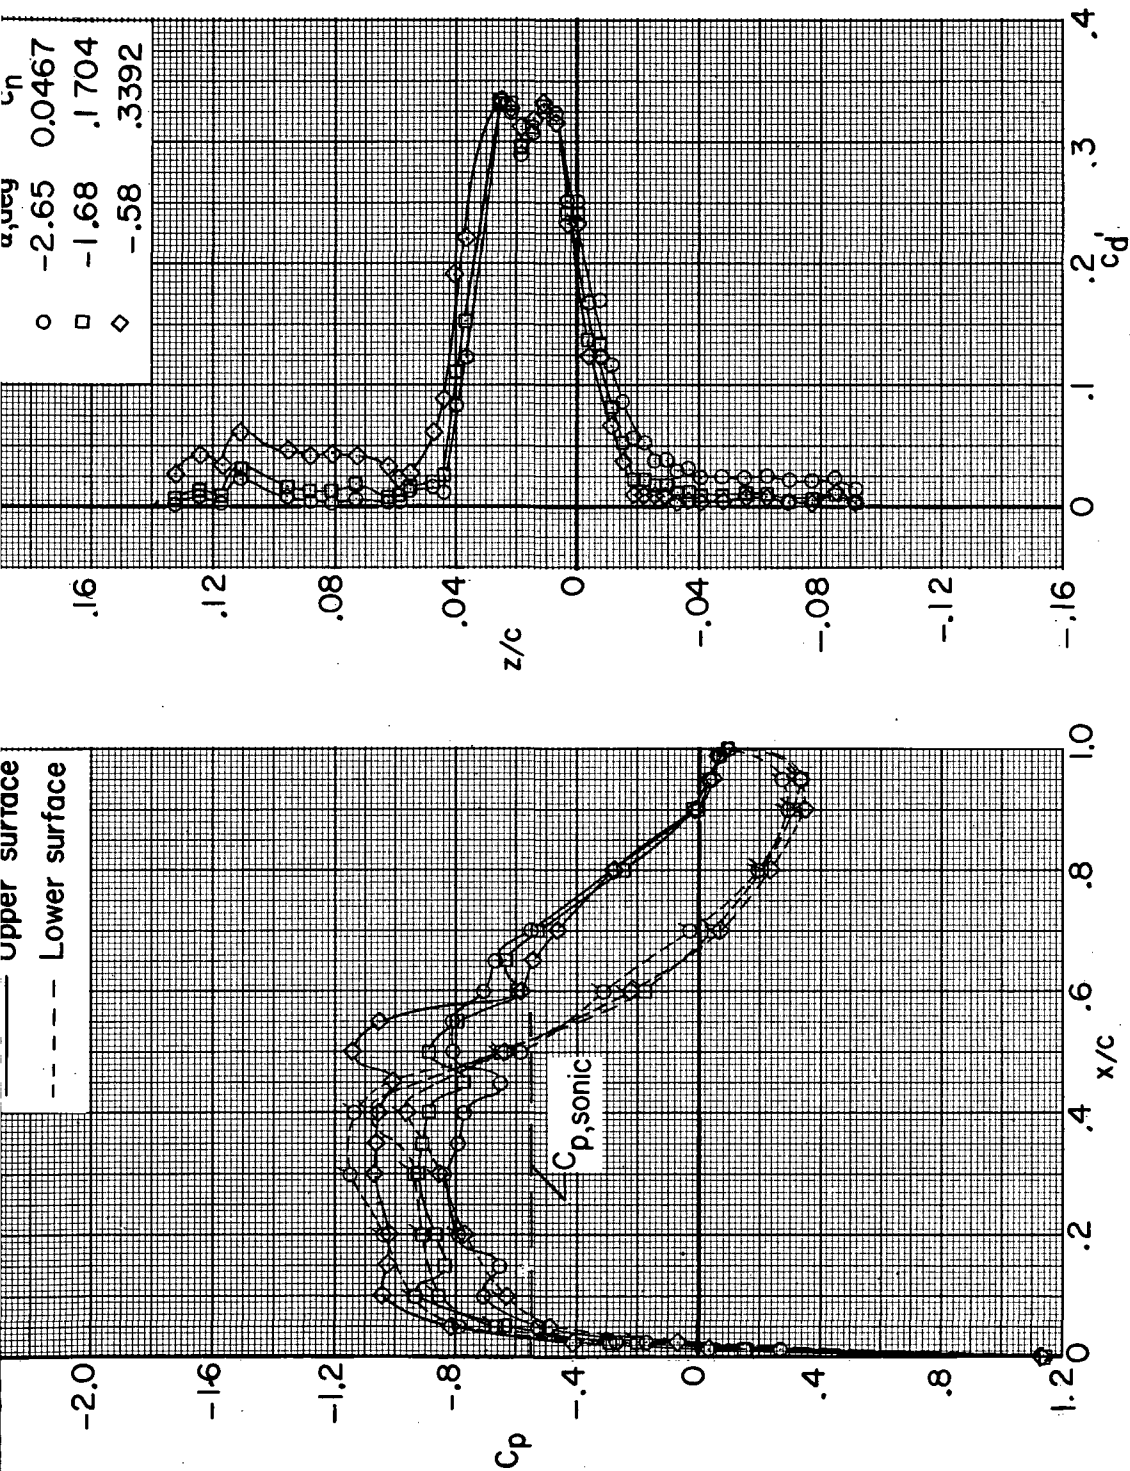 Upper surface
Lower surface
-2.0
-1.6
-1.2
-.8
-.4
0
.4
.8
1.2
Cp
Cp,sonic
0
.2
.4
.6
.8
1.0
x/c
α,deg cn
○ -2.65 0.0467
□ -1.68 .1704
◇ -.58 .3392
.16
.12
.08
.04
0
-.04
-.08
-.12
-.16
z/c
0
.1
.2
.3
.4
cd'